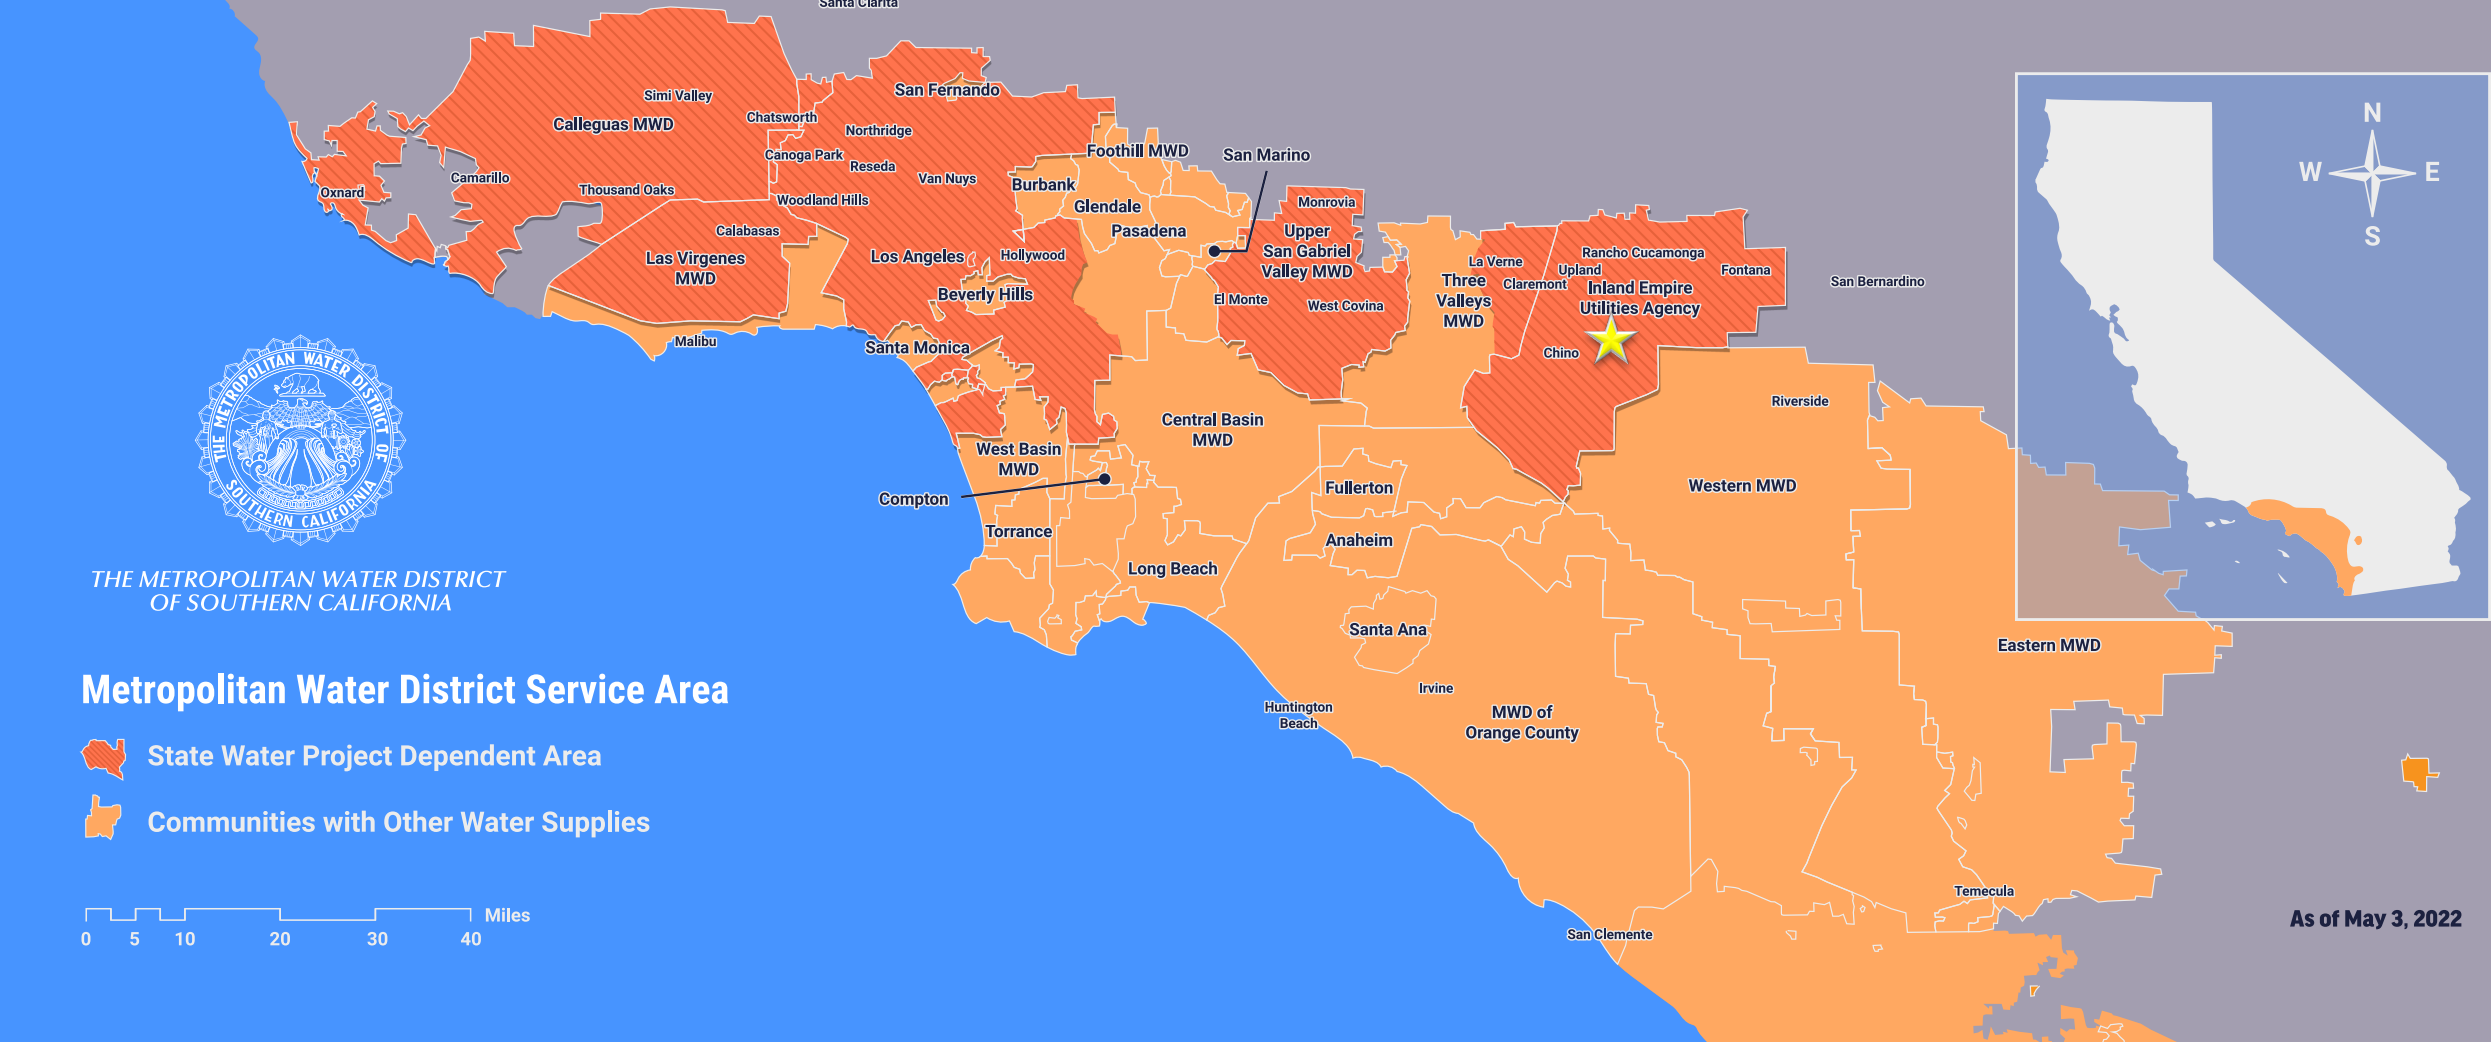 Santa Clarita
Simi Valley
Calleguas MWD
Chatsworth
San Fernando
Northridge
Canoga Park
Reseda
Van Nuys
Woodland Hills
Oxnard
Camarillo
Thousand Oaks
Calabasas
Las Virgenes
MWD
Malibu
Los Angeles
Hollywood
Beverly Hills
Santa Monica
Burbank
Foothill MWD
Glendale
Pasadena
San Marino
Monrovia
Upper
San Gabriel
Valley MWD
El Monte
West Covina
La Verne
Three
Valleys
MWD
Claremont
Upland
Rancho Cucamonga
Fontana
Inland Empire
Utilities Agency
Chino
San Bernardino
N
W
E
S
Riverside
Central Basin
MWD
West Basin
MWD
Compton
Torrance
Long Beach
Fullerton
Anaheim
Santa Ana
Irvine
Huntington
Beach
MWD of
Orange County
Western MWD
Eastern MWD
Temecula
San Clemente
THE METROPOLITAN WATER DISTRICT OF
SOUTHERN CALIFORNIA
THE METROPOLITAN WATER DISTRICT
OF SOUTHERN CALIFORNIA
Metropolitan Water District Service Area
State Water Project Dependent Area
Communities with Other Water Supplies
Miles
0 5 10 20 30 40
As of May 3, 2022